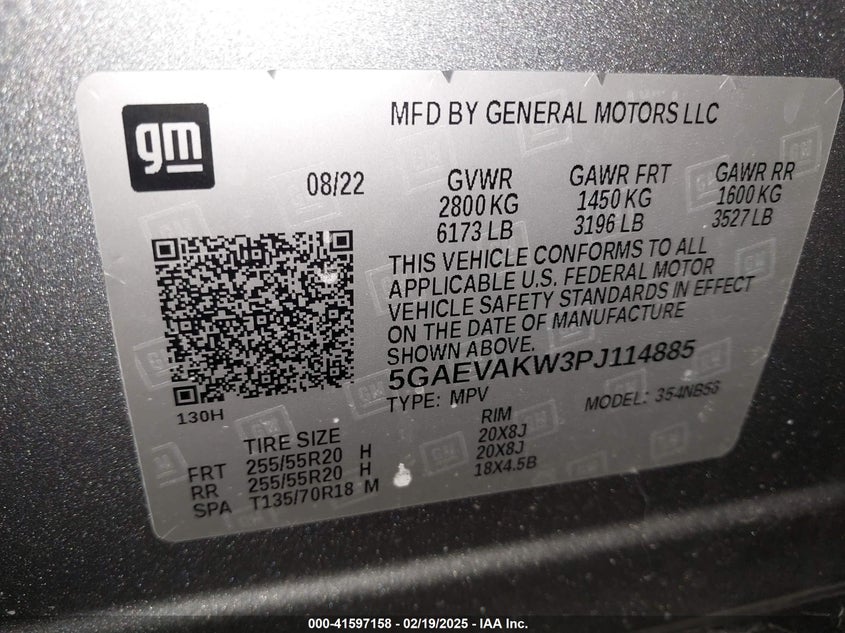 gm
MFD BY GENERAL MOTORS LLC
08/22
GVWR GAWR FRT GAWR RR
2800 KG 1450 KG 1600 KG
6173 LB 3196 LB 3527 LB
THIS VEHICLE CONFORMS TO ALL
APPLICABLE U.S. FEDERAL MOTOR
VEHICLE SAFETY STANDARDS IN EFFECT
ON THE DATE OF MANUFACTURE
SHOWN ABOVE.
5GAEVAKW3PJ114885
TYPE: MPV MODEL: 354NB56
130H
TIRE SIZE RIM
FRT 255/55R20 H 20X8J
RR 255/55R20 H 20X8J
SPA T135/70R18 M 18X4.5B
000-41597158 - 02/19/2025 - IAA Inc.